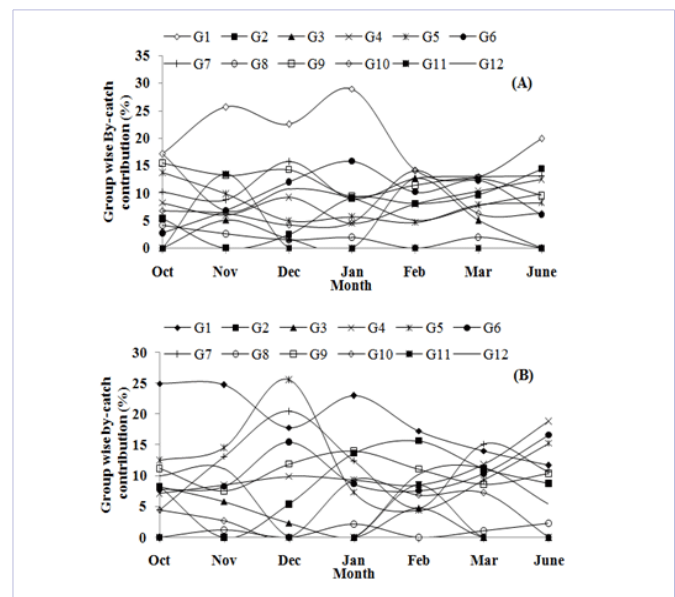 G1 G2 G3 G4 G5 G6
G7 G8 G9 G10 G11 G12
(A)
Group wise By-catch
contribution (%)
35
30
25
20
15
10
5
0
Oct Nov Dec Jan Feb Mar June
Month
G1 G2 G3 G4 G5 G6
G7 G8 G9 G10 G11 G12
(B)
Group wise by-catch
contribution (%)
30
25
20
15
10
5
0
Oct Nov Dec Jan Feb Mar June
Month